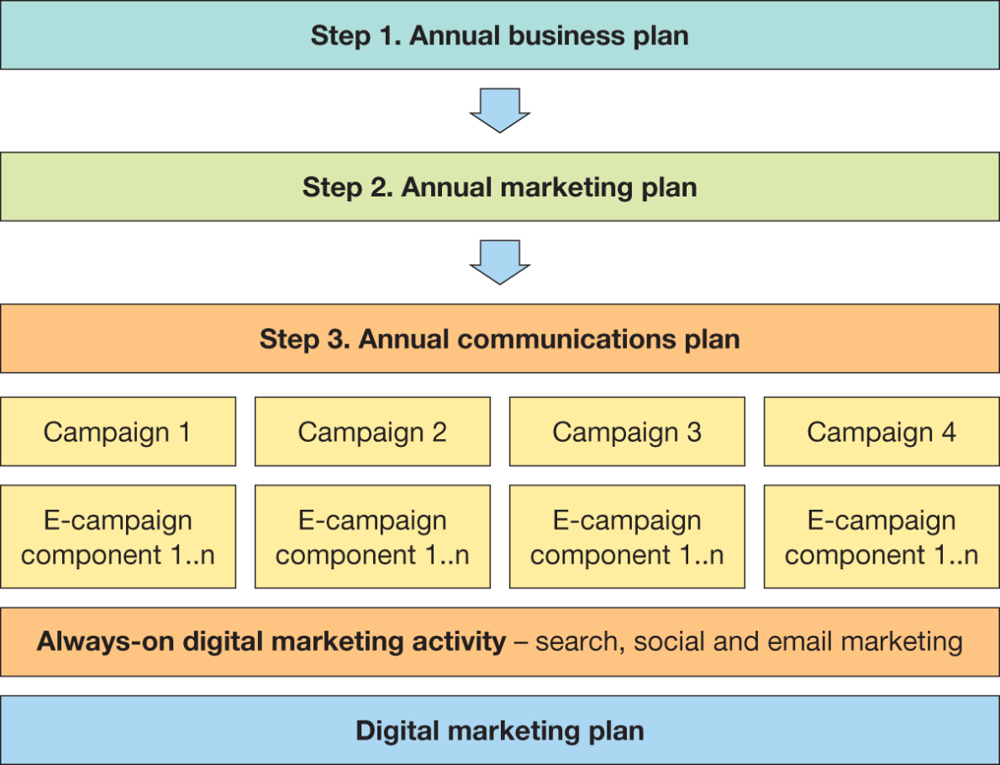 Step 1. Annual business plan
Step 2. Annual marketing plan
Step 3. Annual communications plan
Campaign 1
Campaign 2
Campaign 3
Campaign 4
E-campaign
component 1..n
E-campaign
component 1..n
E-campaign
component 1..n
E-campaign
component 1..n
Always-on digital marketing activity – search, social and email marketing
Digital marketing plan